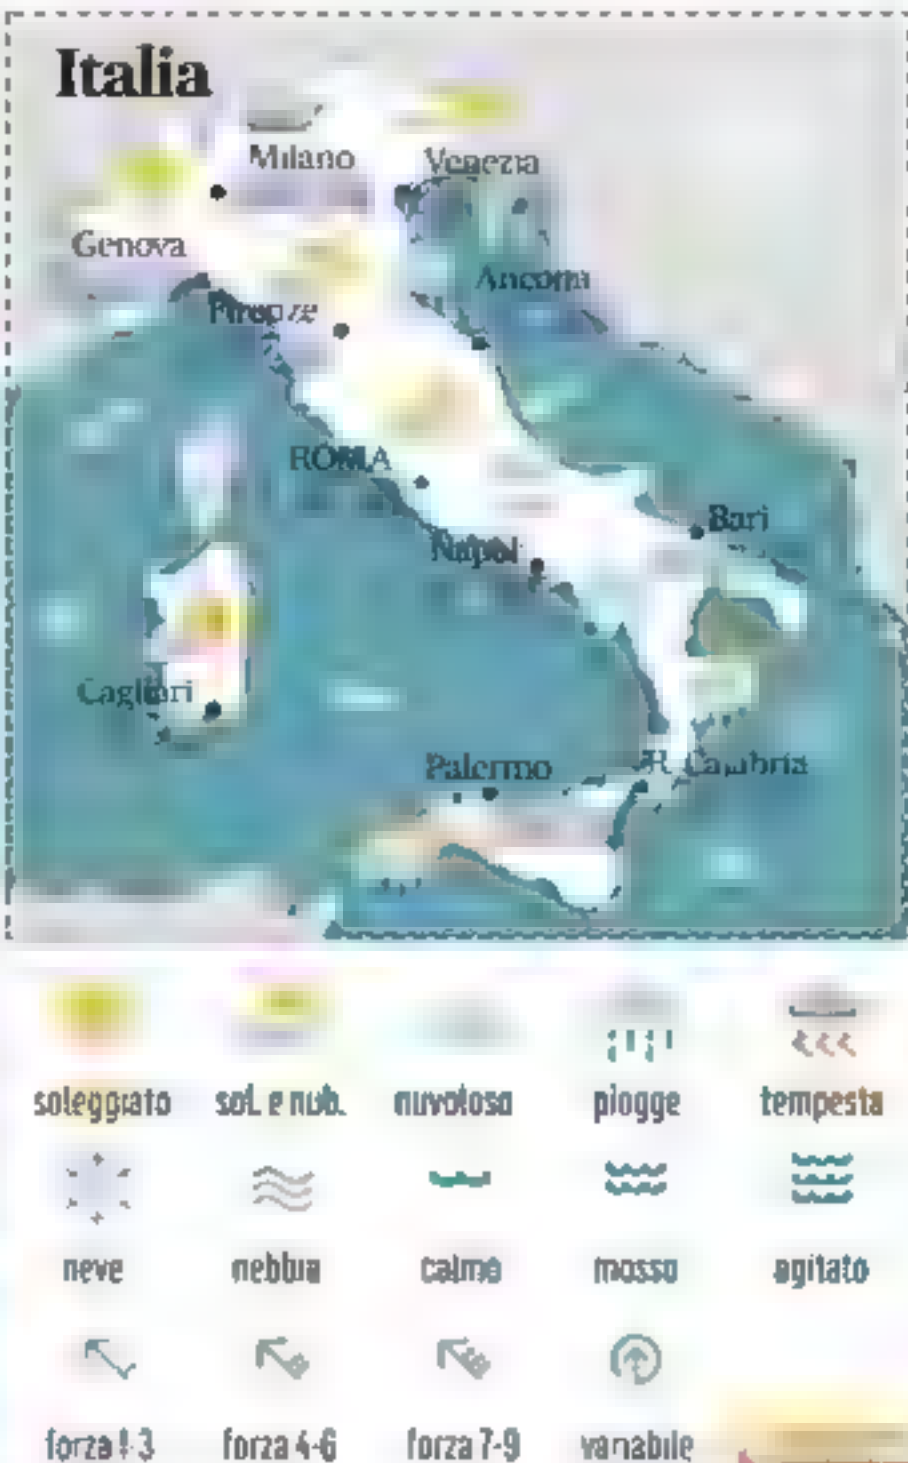 Italia
Milano Venezia
Genova
Ancona
Firenze
ROMA
Bari
Napoli
Cagliari
Palermo R. Calabria
soleggiato sol. e nub. nuvoloso piogge tempesta
neve nebbia calmo mosso agitato
forza 1-3 forza 4-6 forza 7-9 variabile